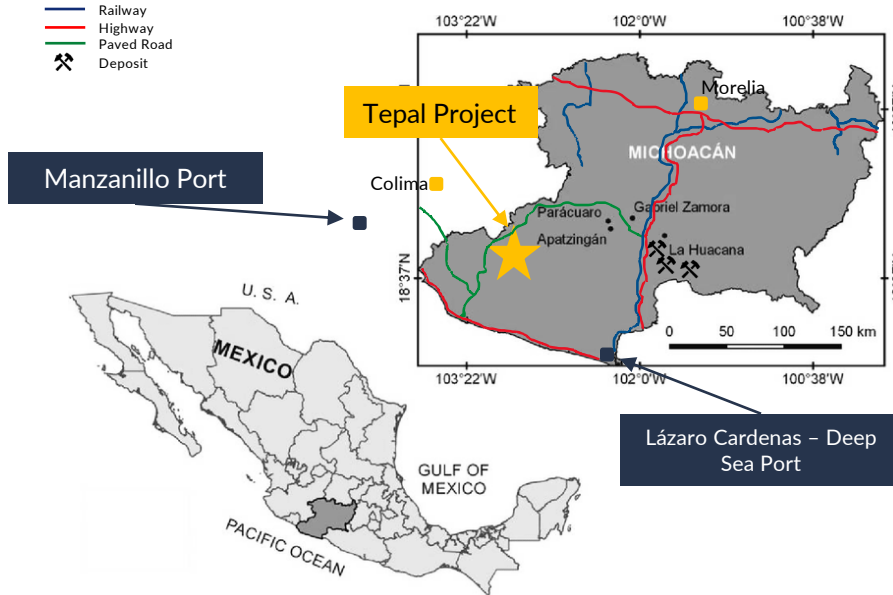 Railway
Highway
Paved Road
Deposit
103°22'W
102°0'W
100°38'W
Tepal Project
Morelia
MICHOACÁN
Manzanillo Port
Colima
Parácuaro
Gabriel Zamora
Apatzingán
La Huacana
18°37'N
0 50 100 150 km
103°22'W
102°0'W
100°38'W
U. S. A.
MEXICO
Lázaro Cardenas – Deep
Sea Port
GULF OF
MEXICO
PACIFIC OCEAN